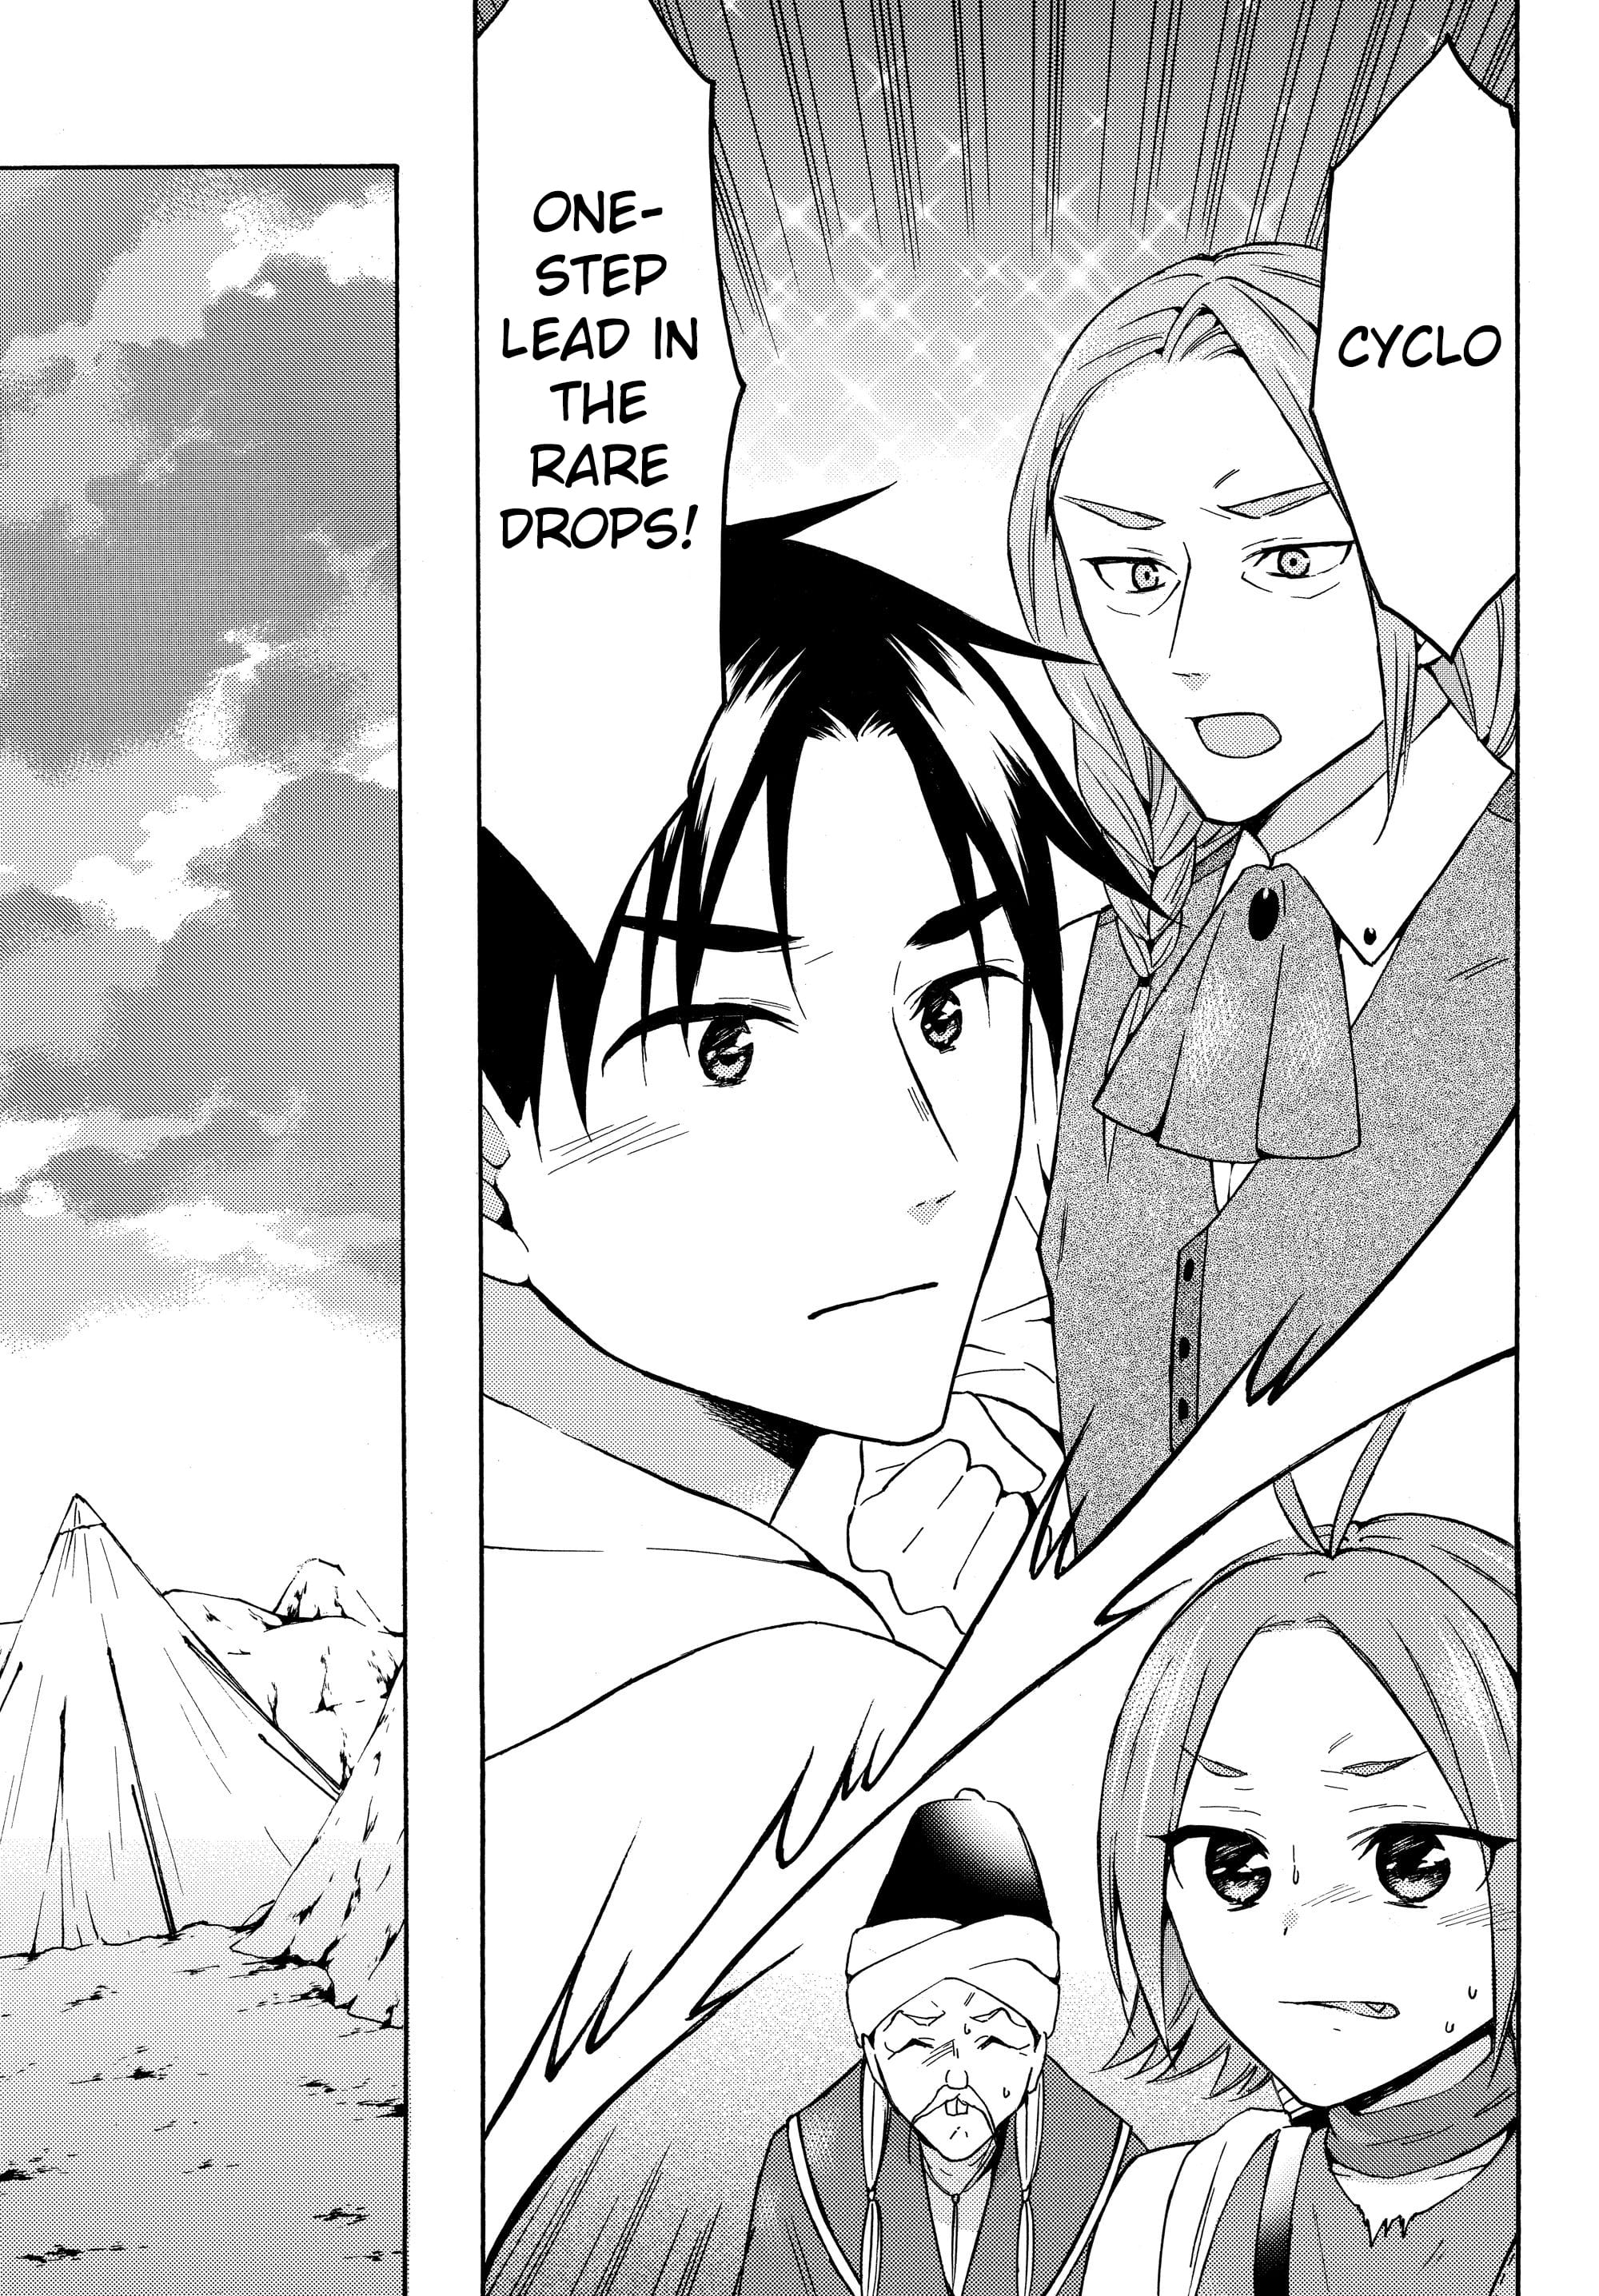 CYCLO
ONE-
STEP
LEAD IN
THE
RARE
DROPS!